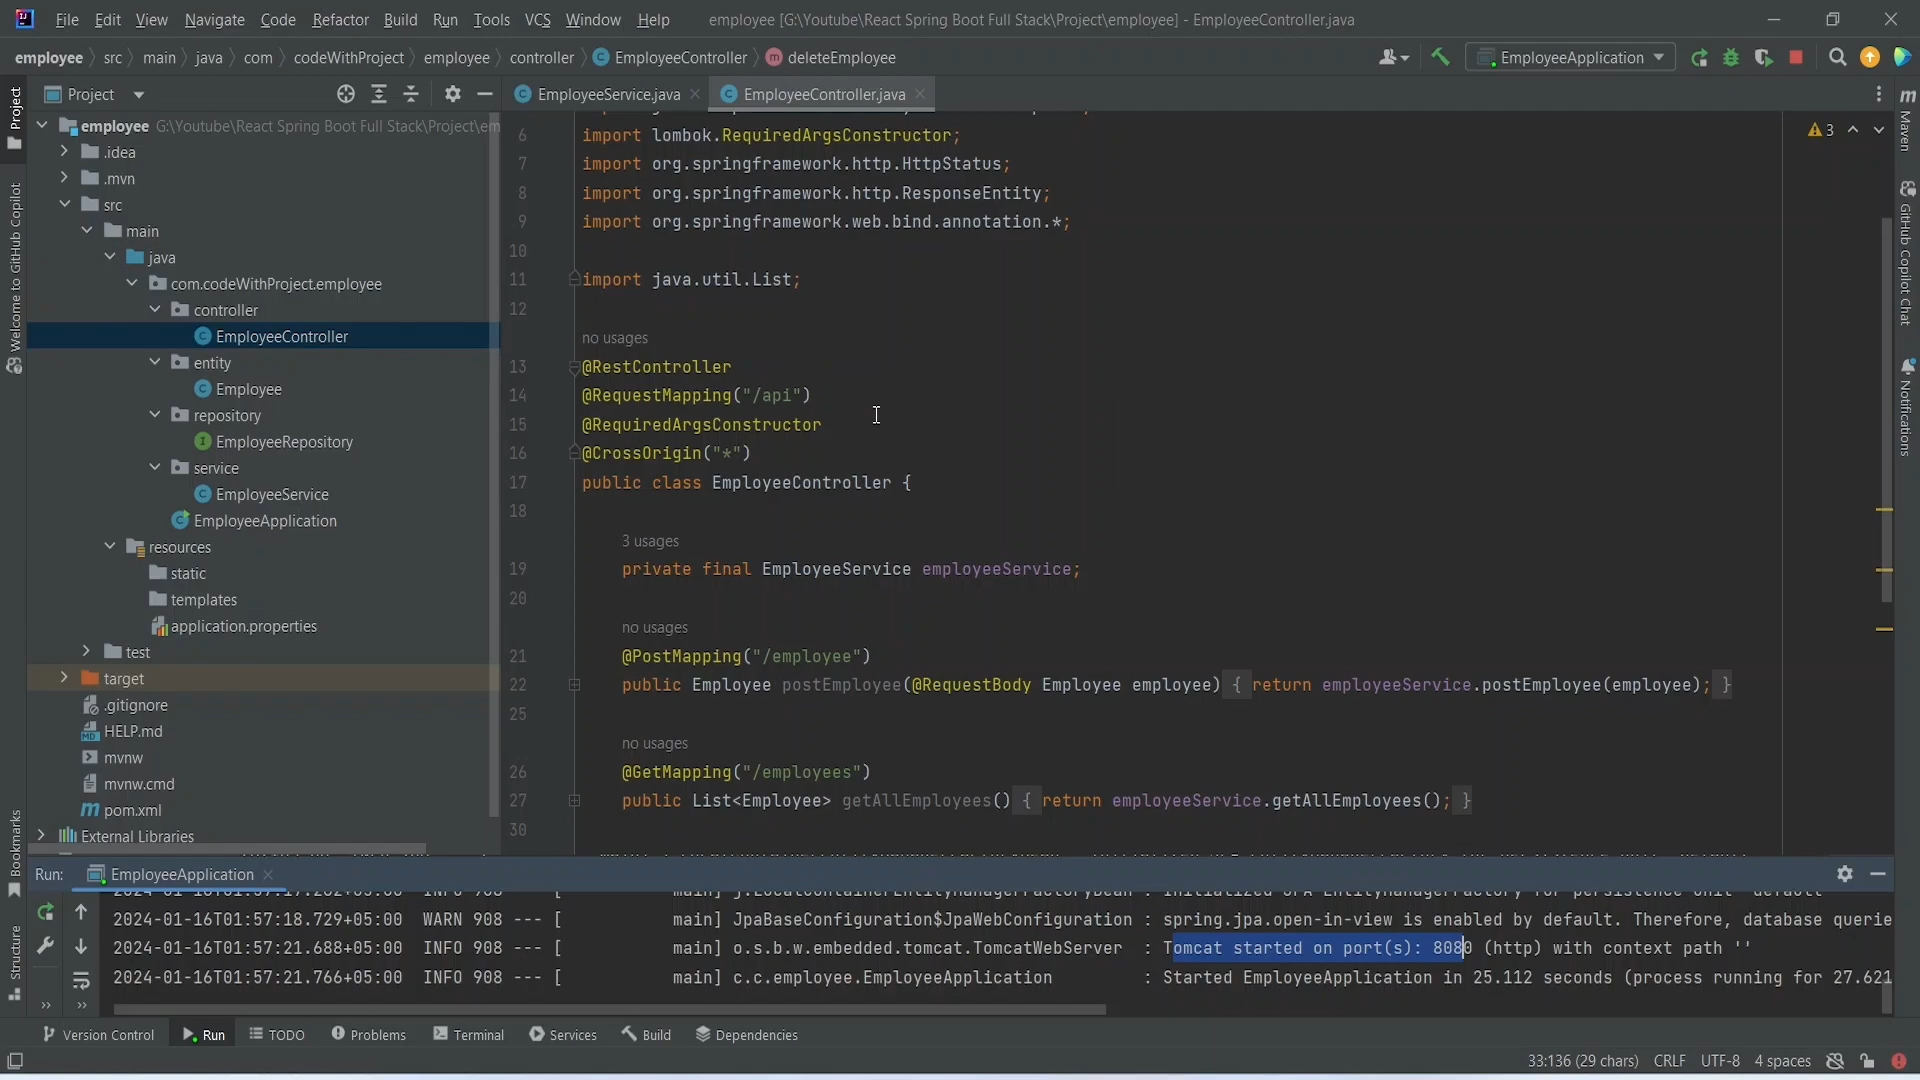 File Edit View Navigate Code Refactor Build Run Tools VCS Window Help employee [G:\Youtube\React Spring Boot Full Stack\Project\employee] - EmployeeController.java
employee src main java com codeWithProject employee controller EmployeeController deleteEmployee EmployeeApplication
Project
EmployeeService.java EmployeeController.java
employee G:\Youtube\React Spring Boot Full Stack\Project\em
.idea
.mvn
src
main
java
com.codeWithProject.employee
controller
EmployeeController
entity
Employee
repository
EmployeeRepository
service
EmployeeService
EmployeeApplication
resources
static
templates
application.properties
test
target
.gitignore
HELP.md
mvnw
mvnw.cmd
pom.xml
External Libraries
3
6 import lombok.RequiredArgsConstructor;
7 import org.springframework.http.HttpStatus;
8 import org.springframework.http.ResponseEntity;
9 import org.springframework.web.bind.annotation.*;
10
11 import java.util.List;
12
no usages
13 @RestController
14 @RequestMapping("/api")
15 @RequiredArgsConstructor
16 @CrossOrigin("*")
17 public class EmployeeController {
18
3 usages
19 private final EmployeeService employeeService;
20
no usages
21 @PostMapping("/employee")
22 public Employee postEmployee(@RequestBody Employee employee) { return employeeService.postEmployee(employee); }
25
no usages
26 @GetMapping("/employees")
27 public List<Employee> getAllEmployees() { return employeeService.getAllEmployees(); }
30
Project
Welcome to GitHub Copilot
Bookmarks
Structure
Maven
GitHub Copilot Chat
Notifications
Run: EmployeeApplication
2024-01-16T01:57:18.729+05:00 WARN 908 --- [ main] JpaBaseConfiguration$JpaWebConfiguration : spring.jpa.open-in-view is enabled by default. Therefore, database querie
2024-01-16T01:57:21.688+05:00 INFO 908 --- [ main] o.s.b.w.embedded.tomcat.TomcatWebServer : Tomcat started on port(s): 8080 (http) with context path ''
2024-01-16T01:57:21.766+05:00 INFO 908 --- [ main] c.c.employee.EmployeeApplication : Started EmployeeApplication in 25.112 seconds (process running for 27.621
Version Control Run TODO Problems Terminal Services Build Dependencies
33:136 (29 chars) CRLF UTF-8 4 spaces